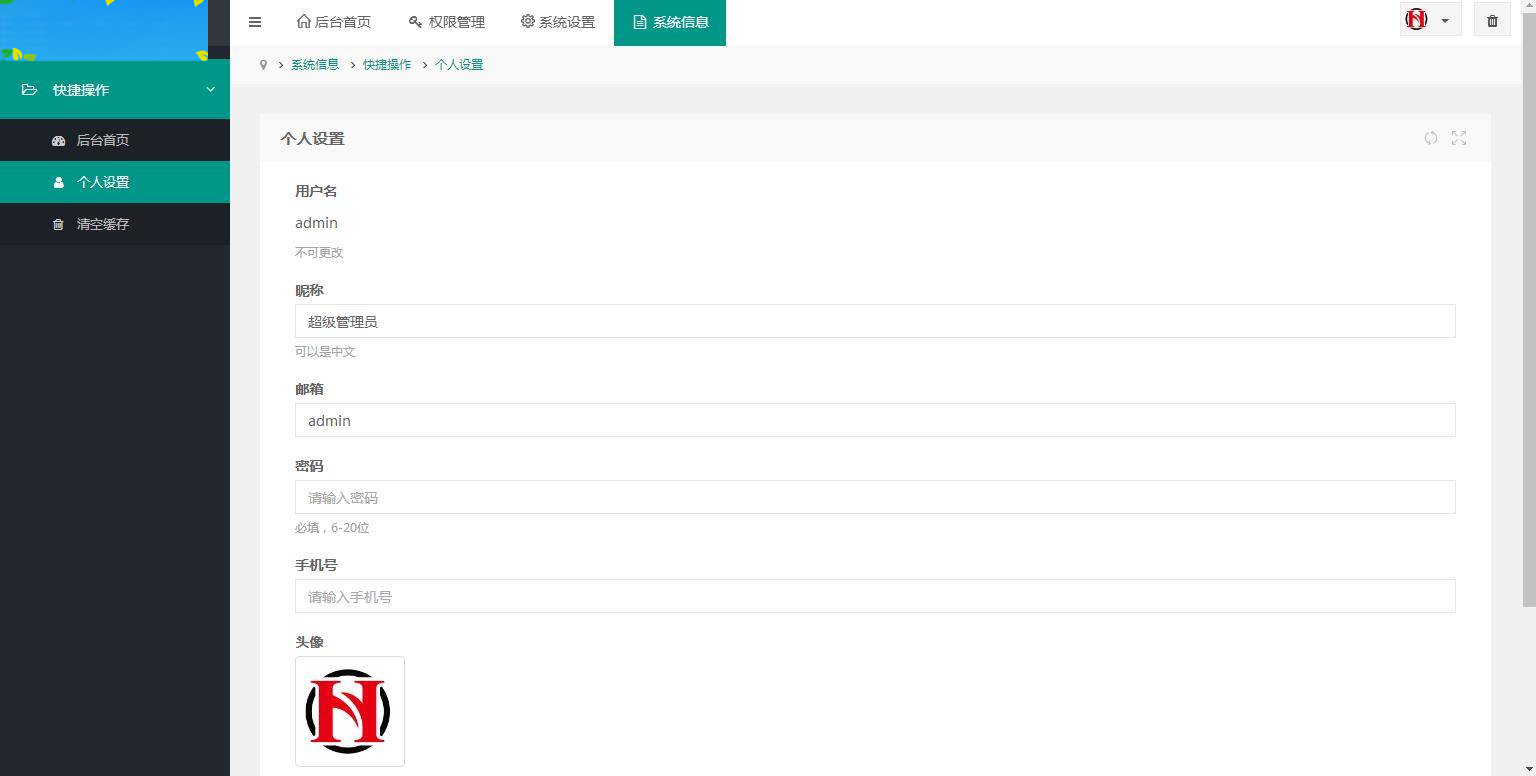 后台首页 权限管理 系统设置 系统信息
系统信息 快捷操作 个人设置
快捷操作
后台首页
个人设置
清空缓存
个人设置
用户名
admin
不可更改
昵称
超级管理员
可以是中文
邮箱
admin
密码
请输入密码
必填，6-20位
手机号
请输入手机号
头像